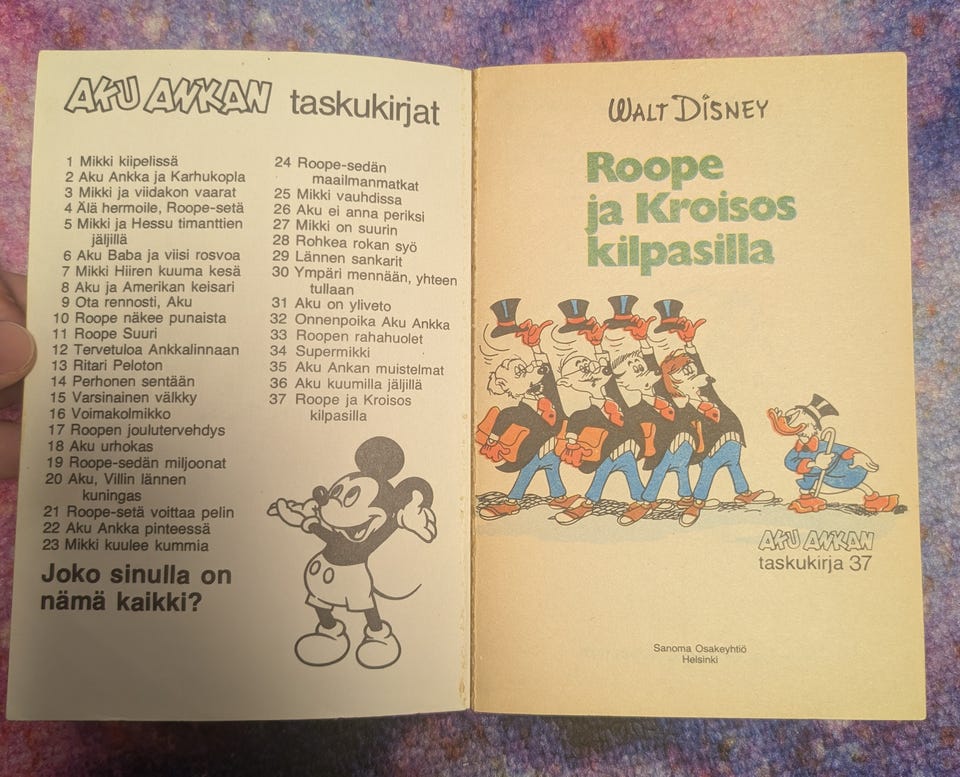 AKU ANKAN taskukirjat
1 Mikki kiipelissä
2 Aku Ankka ja Karhukopla
3 Mikki ja viidakon vaarat
4 Älä hermoile, Roope-setä
5 Mikki ja Hessu timanttien
jäljillä
6 Aku Baba ja viisi rosvoa
7 Mikki Hiiren kuuma kesä
8 Aku ja Amerikan keisari
9 Ota rennosti, Aku
10 Roope näkee punaista
11 Roope Suuri
12 Tervetuloa Ankkalinnaan
13 Ritari Peloton
14 Perhonen sentään
15 Varsinainen välkky
16 Voimakolmikko
17 Roopen joulutervehdys
18 Aku urhokas
19 Roope-sedän miljoonat
20 Aku, Villin lännen
kuningas
21 Roope-setä voittaa pelin
22 Aku Ankka pinteessä
23 Mikki kuulee kummia
24 Roope-sedän
maailmanmatkat
25 Mikki vauhdissa
26 Aku ei anna periksi
27 Mikki on suurin
28 Rohkea rokan syö
29 Lännen sankarit
30 Ympäri mennään, yhteen
tullaan
31 Aku on yliveto
32 Onnenpoika Aku Ankka
33 Roopen rahahuolet
34 Supermikki
35 Aku Ankan muistelmat
36 Aku kuumilla jäljillä
37 Roope ja Kroisos
kilpasilla
Joko sinulla on
nämä kaikki?
WALT DISNEY
Roope
ja Kroisos
kilpasilla
AKU ANKAN
taskukirja 37
Sanoma Osakeyhtiö
Helsinki